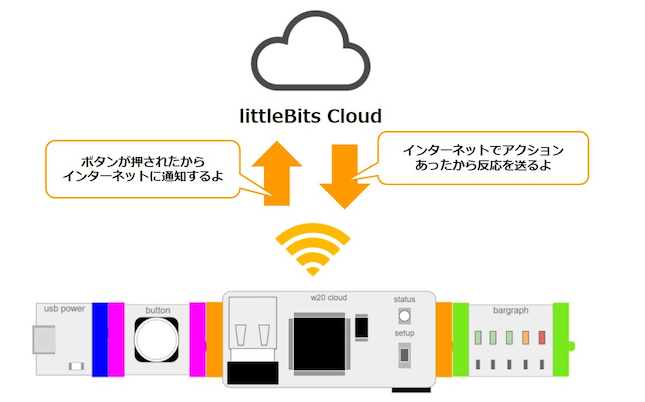 littleBits Cloud
ボタンが押されたから
インターネットに通知するよ
インターネットでアクション
あったから反応を送るよ
usb power
button
w20 cloud
status
setup
bargraph